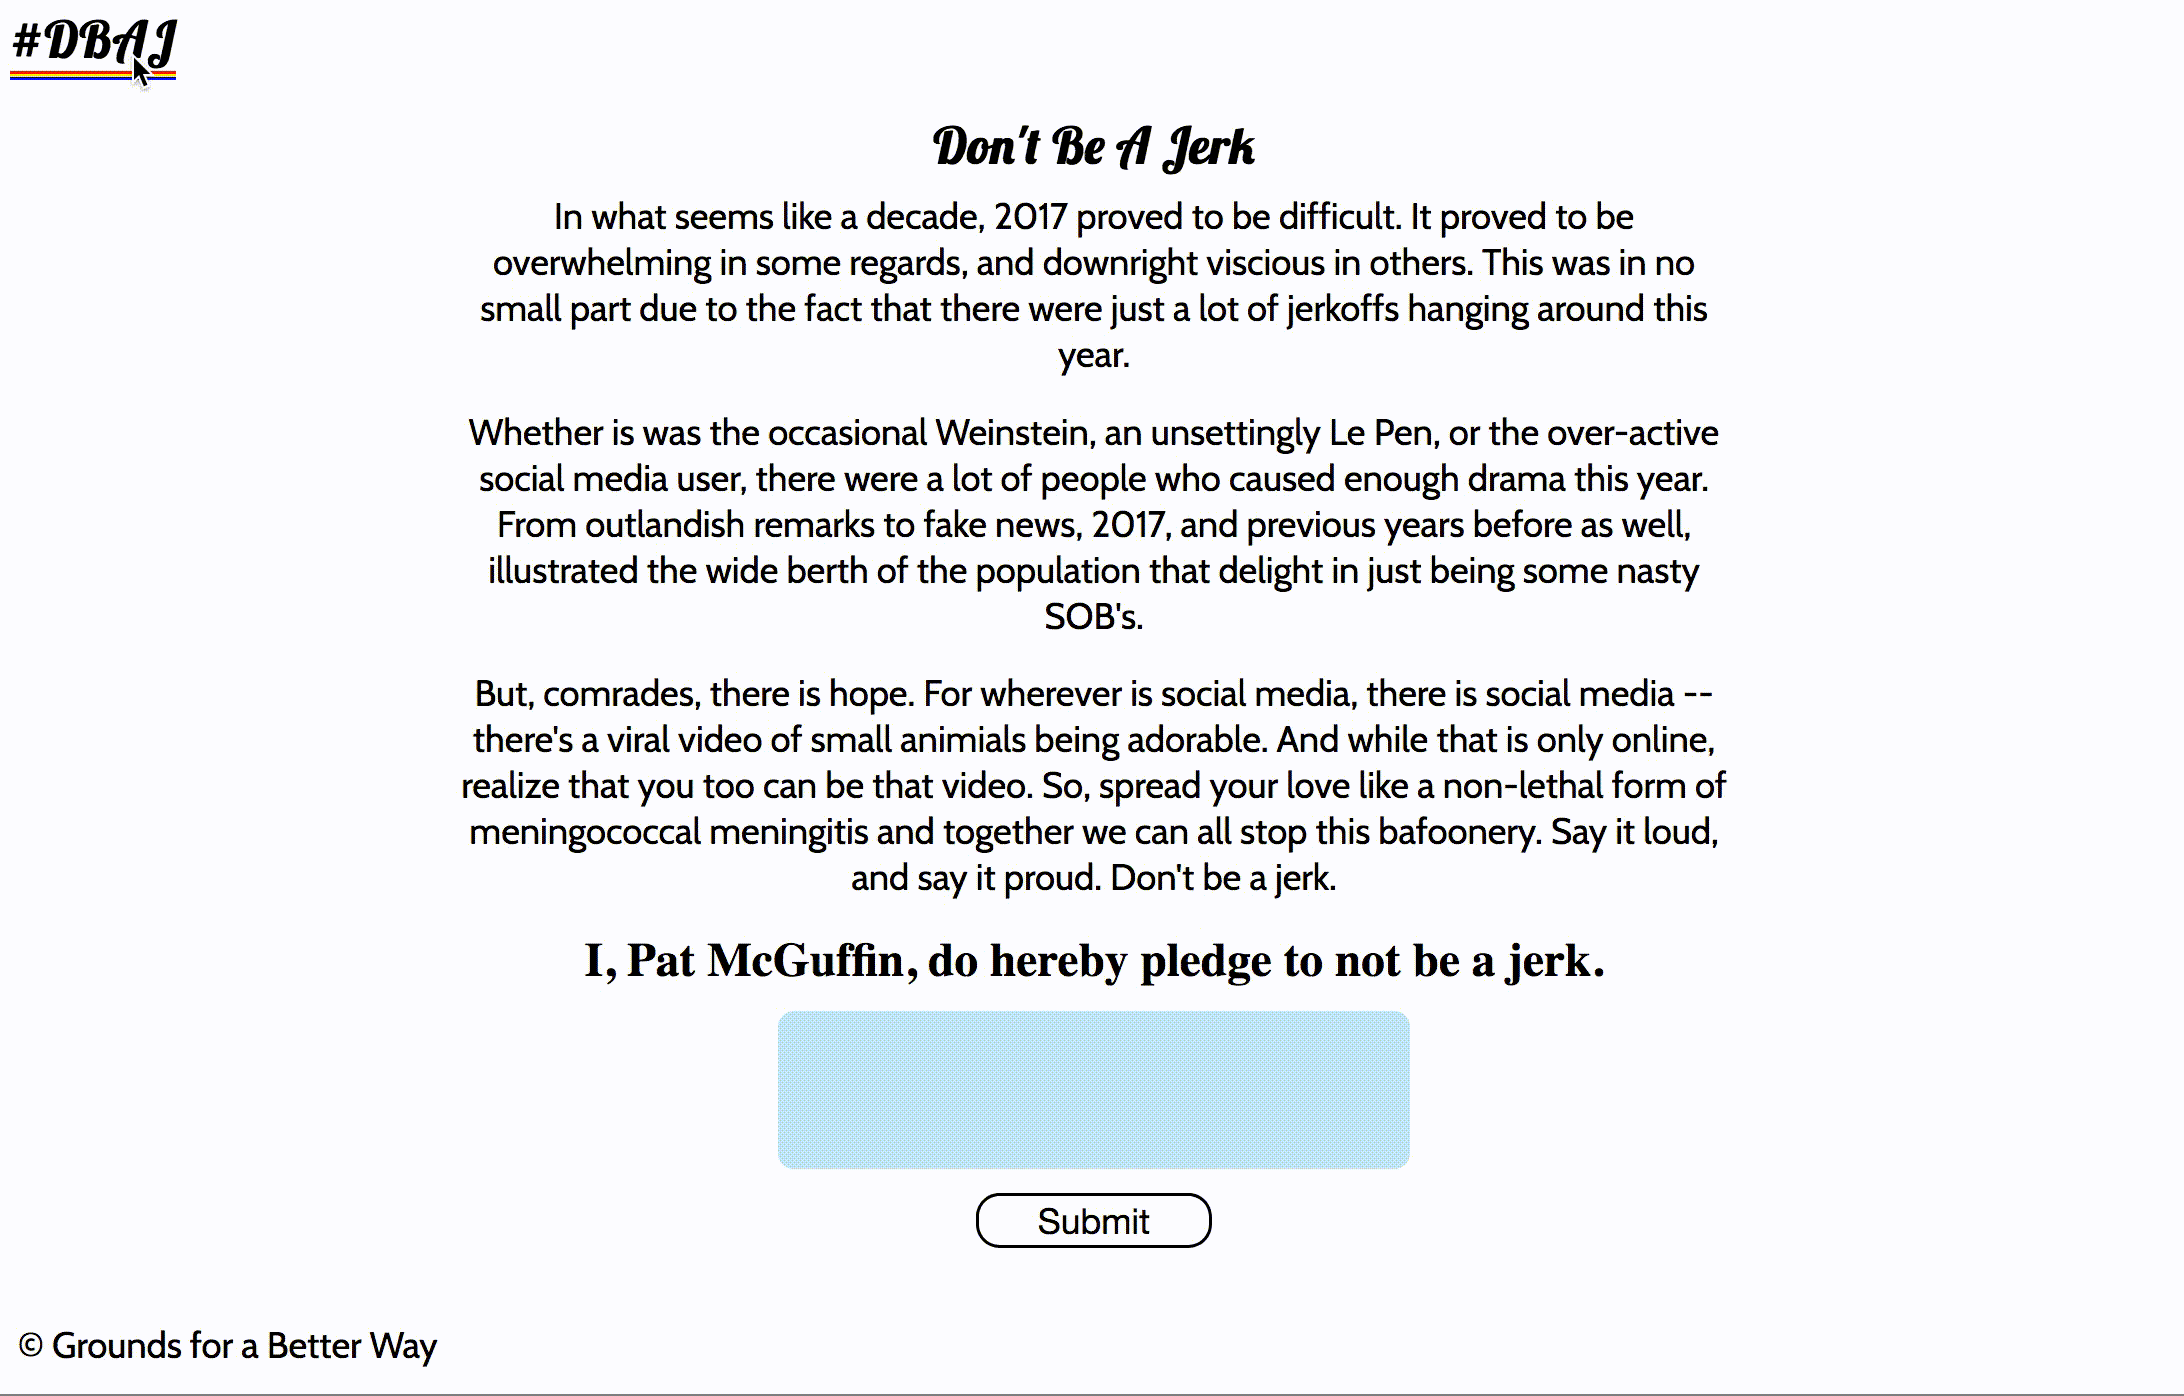 #DBAJ
Don't Be A Jerk
In what seems like a decade, 2017 proved to be difficult. It proved to be
overwhelming in some regards, and downright viscious in others. This was in no
small part due to the fact that there were just a lot of jerkoffs hanging around this
year.
Whether is was the occasional Weinstein, an unsettingly Le Pen, or the over-active
social media user, there were a lot of people who caused enough drama this year.
From outlandish remarks to fake news, 2017, and previous years before as well,
illustrated the wide berth of the population that delight in just being some nasty
SOB's.
But, comrades, there is hope. For wherever is social media, there is social media --
there's a viral video of small animials being adorable. And while that is only online,
realize that you too can be that video. So, spread your love like a non-lethal form of
meningococcal meningitis and together we can all stop this bafoonery. Say it loud,
and say it proud. Don't be a jerk.
I, Pat McGuffin, do hereby pledge to not be a jerk.
Submit
© Grounds for a Better Way